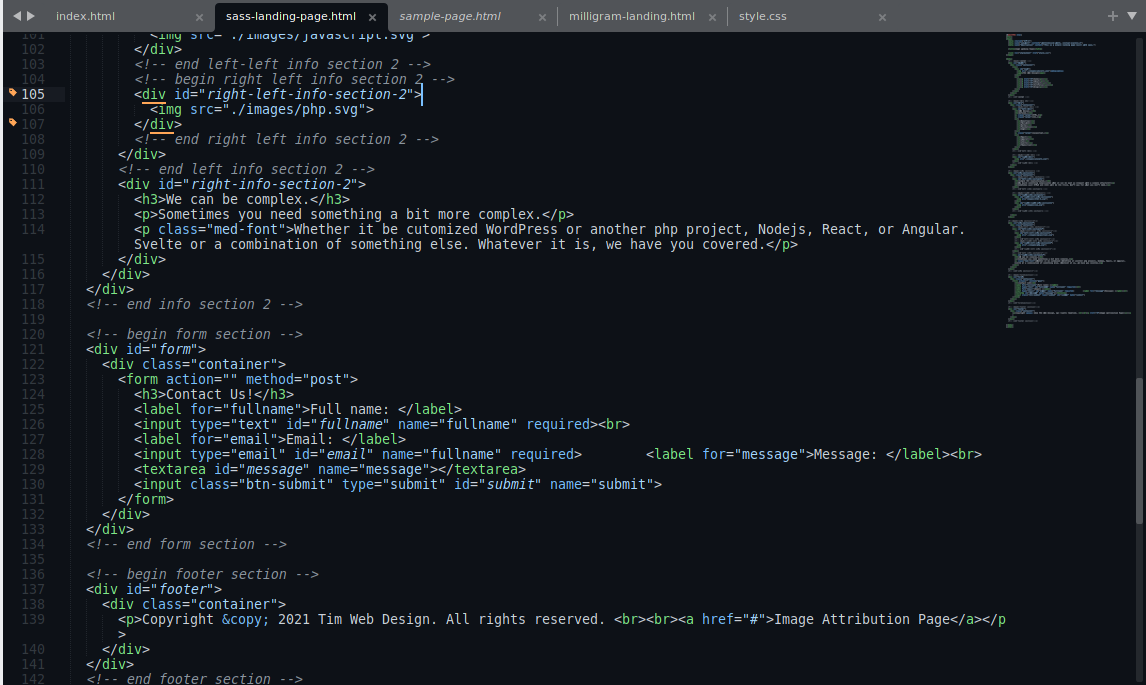 index.html
sass-landing-page.html
sample-page.html
milligram-landing.html
style.css
101 <img src="./images/javascript.svg">
102 </div>
103 <!-- end left-left info section 2 -->
104 <!-- begin right left info section 2 -->
105 <div id="right-left-info-section-2">
106 <img src="./images/php.svg">
107 </div>
108 <!-- end right left info section 2 -->
109 </div>
110 <!-- end left info section 2 -->
111 <div id="right-info-section-2">
112 <h3>We can be complex.</h3>
113 <p>Sometimes you need something a bit more complex.</p>
114 <p class="med-font">Whether it be cutomized WordPress or another php project, Nodejs, React, or Angular.
Svelte or a combination of something else. Whatever it is, we have you covered.</p>
115 </div>
116 </div>
117 </div>
118 <!-- end info section 2 -->
119
120 <!-- begin form section -->
121 <div id="form">
122 <div class="container">
123 <form action="" method="post">
124 <h3>Contact Us!</h3>
125 <label for="fullname">Full name: </label>
126 <input type="text" id="fullname" name="fullname" required><br>
127 <label for="email">Email: </label>
128 <input type="email" id="email" name="fullname" required> <label for="message">Message: </label><br>
129 <textarea id="message" name="message"></textarea>
130 <input class="btn-submit" type="submit" id="submit" name="submit">
131 </form>
132 </div>
133 </div>
134 <!-- end form section -->
135
136 <!-- begin footer section -->
137 <div id="footer">
138 <div class="container">
139 <p>Copyright &copy; 2021 Tim Web Design. All rights reserved. <br><br><a href="#">Image Attribution Page</a></p
>
140 </div>
141 </div>
142 <!-- end footer section -->